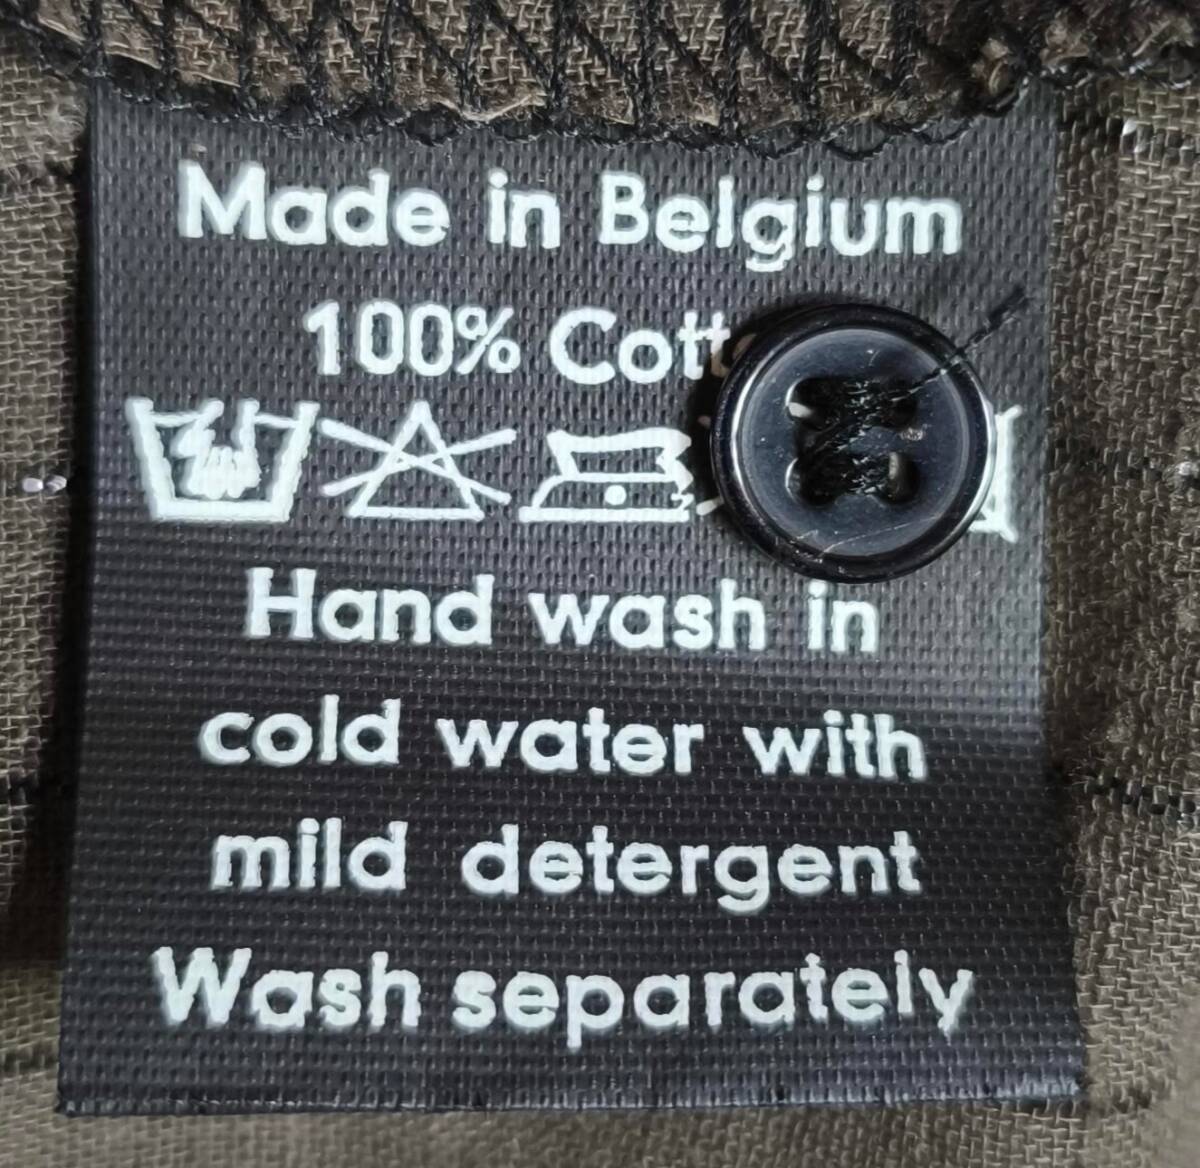 Made in Belgium
100% Cott
Hand wash in
cold water with
mild detergent
Wash separately